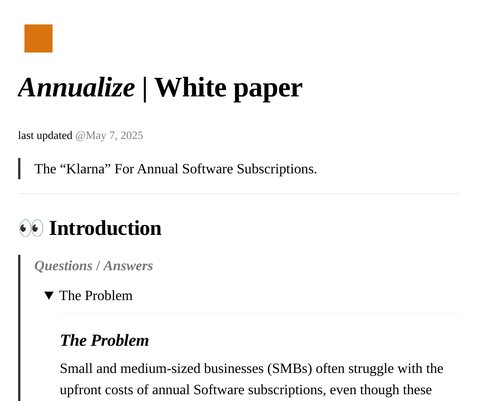 Annualize | White paper
last updated @May 7, 2025
The “Klarna” For Annual Software Subscriptions.
👀 Introduction
Questions / Answers
▼ The Problem
The Problem
Small and medium-sized businesses (SMBs) often struggle with the
upfront costs of annual Software subscriptions, even though these